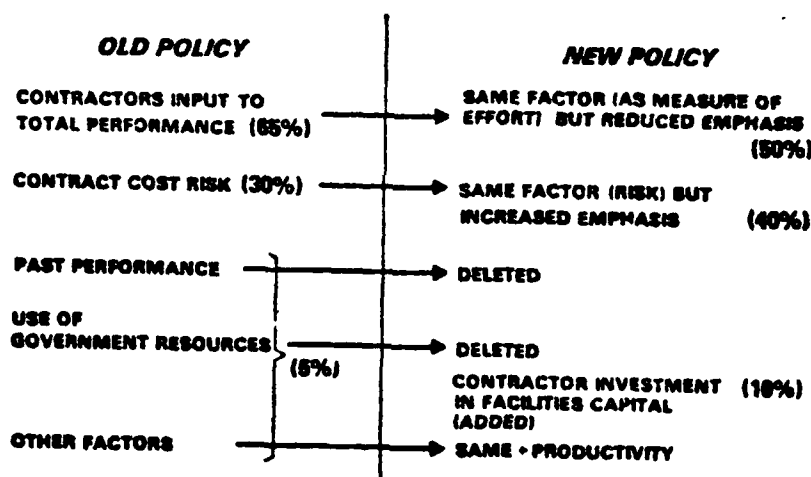 OLD POLICY
CONTRACTORS INPUT TO
TOTAL PERFORMANCE (65%)
CONTRACT COST RISK (30%)
PAST PERFORMANCE
USE OF
GOVERNMENT RESOURCES
(5%)
OTHER FACTORS
NEW POLICY
SAME FACTOR (AS MEASURE OF
EFFORT) BUT REDUCED EMPHASIS
(50%)
SAME FACTOR (RISK) BUT
INCREASED EMPHASIS (40%)
DELETED
DELETED
CONTRACTOR INVESTMENT (10%)
IN FACILITIES CAPITAL
(ADDED)
SAME + PRODUCTIVITY